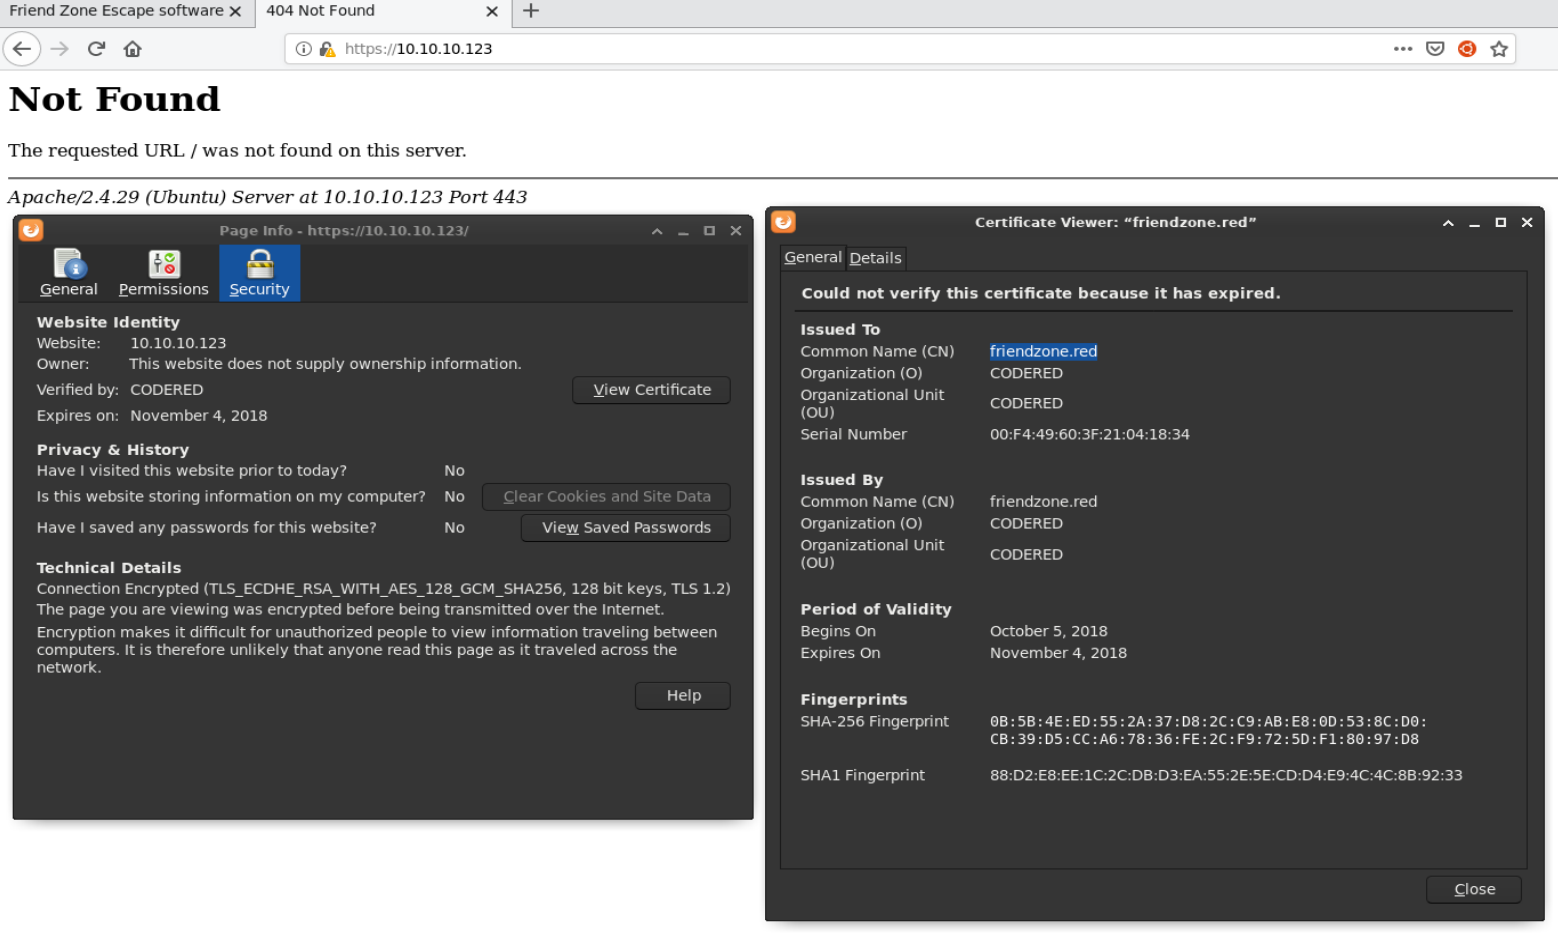 Friend Zone Escape software
404 Not Found
https://10.10.10.123
Not Found
The requested URL / was not found on this server.
Apache/2.4.29 (Ubuntu) Server at 10.10.10.123 Port 443
Page Info - https://10.10.10.123/
General
Permissions
Security
Website Identity
Website: 10.10.10.123
Owner: This website does not supply ownership information.
Verified by: CODERED
View Certificate
Expires on: November 4, 2018
Privacy & History
Have I visited this website prior to today? No
Is this website storing information on my computer? No Clear Cookies and Site Data
Have I saved any passwords for this website? No View Saved Passwords
Technical Details
Connection Encrypted (TLS_ECDHE_RSA_WITH_AES_128_GCM_SHA256, 128 bit keys, TLS 1.2)
The page you are viewing was encrypted before being transmitted over the Internet.
Encryption makes it difficult for unauthorized people to view information traveling between
computers. It is therefore unlikely that anyone read this page as it traveled across the
network.
Help
Certificate Viewer: “friendzone.red”
General
Details
Could not verify this certificate because it has expired.
Issued To
Common Name (CN) friendzone.red
Organization (O) CODERED
Organizational Unit
(OU) CODERED
Serial Number 00:F4:49:60:3F:21:04:18:34
Issued By
Common Name (CN) friendzone.red
Organization (O) CODERED
Organizational Unit
(OU) CODERED
Period of Validity
Begins On October 5, 2018
Expires On November 4, 2018
Fingerprints
SHA-256 Fingerprint 0B:5B:4E:ED:55:2A:37:D8:2C:C9:AB:E8:0D:53:8C:D0:
CB:39:D5:CC:A6:78:36:FE:2C:F9:72:5D:F1:80:97:D8
SHA1 Fingerprint 88:D2:E8:EE:1C:2C:DB:D3:EA:55:2E:5E:CD:D4:E9:4C:4C:8B:92:33
Close